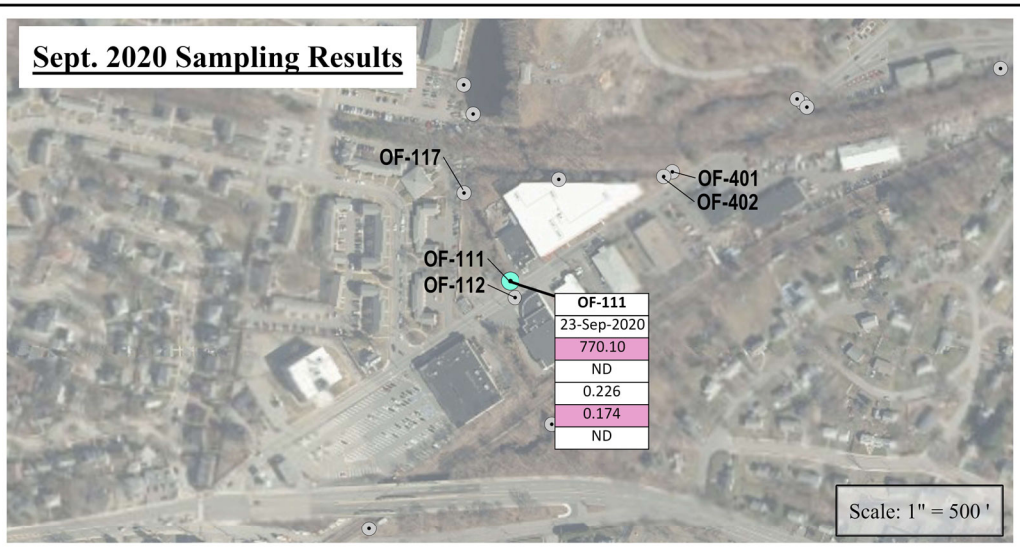 Sept. 2020 Sampling Results
OF-117
OF-401
OF-402
OF-111
OF-112
OF-111
23-Sep-2020
770.10
ND
0.226
0.174
ND
Scale: 1" = 500 '